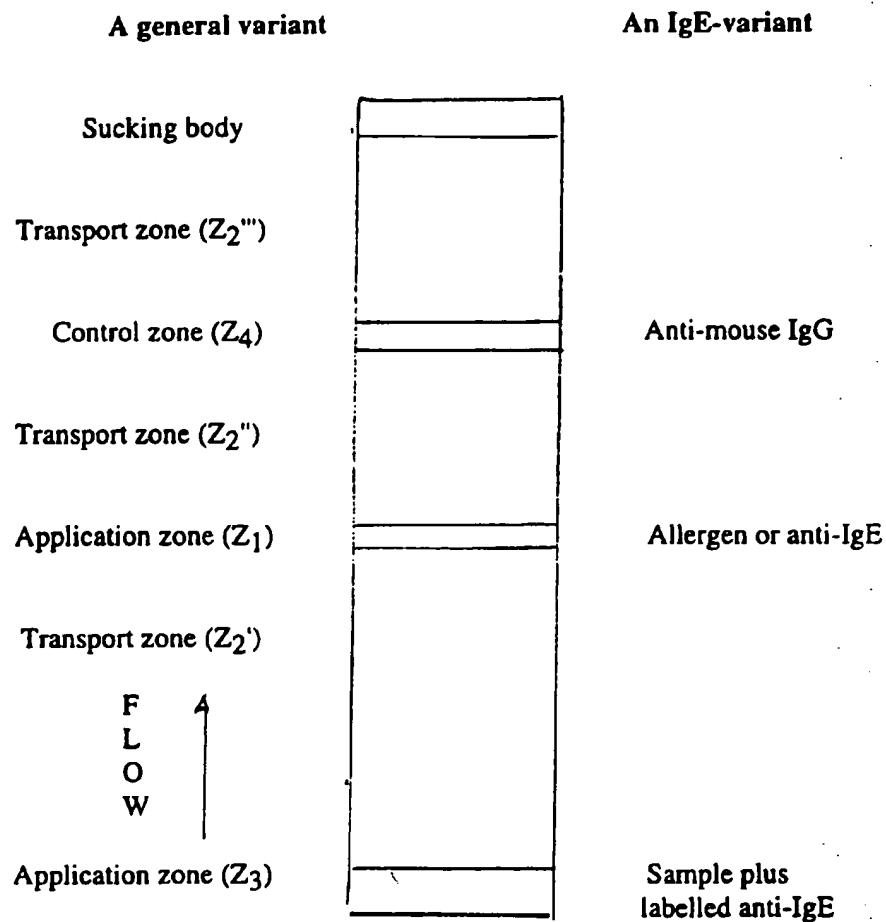 A general variant An IgE-variant
Sucking body
Transport zone (Z2''')
Control zone (Z4) Anti-mouse IgG
Transport zone (Z2'')
Application zone (Z1) Allergen or anti-IgE
Transport zone (Z2')
F
L
O
W
Application zone (Z3) Sample plus
labelled anti-IgE